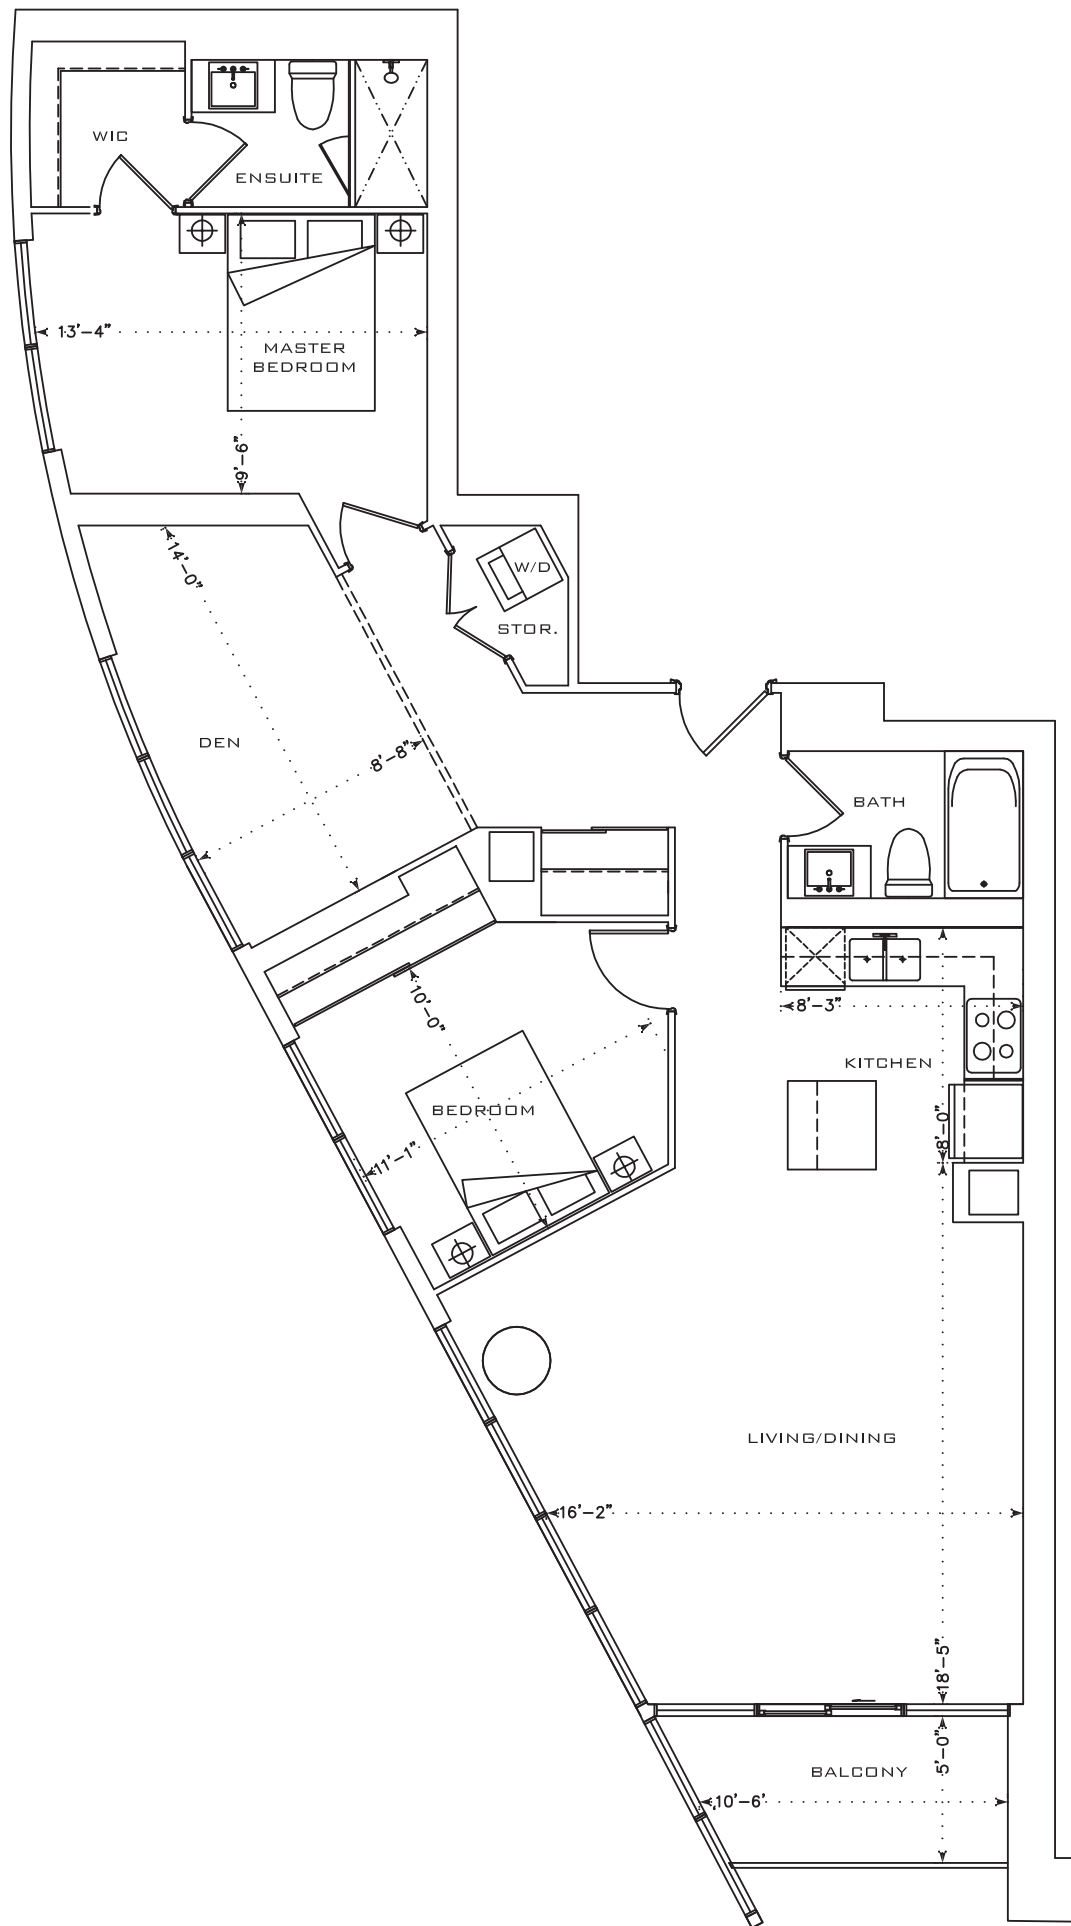 WIC
ENSUITE
13'-4"
MASTER
BEDROOM
9'-6"
14'-0"
W/D
STOR.
DEN
8'-8"
BATH
10'-0"
8'-3"
KITCHEN
BEDROOM
8'-0"
11'-1"
LIVING/DINING
16'-2"
18'-5"
5'-0"
BALCONY
10'-6'